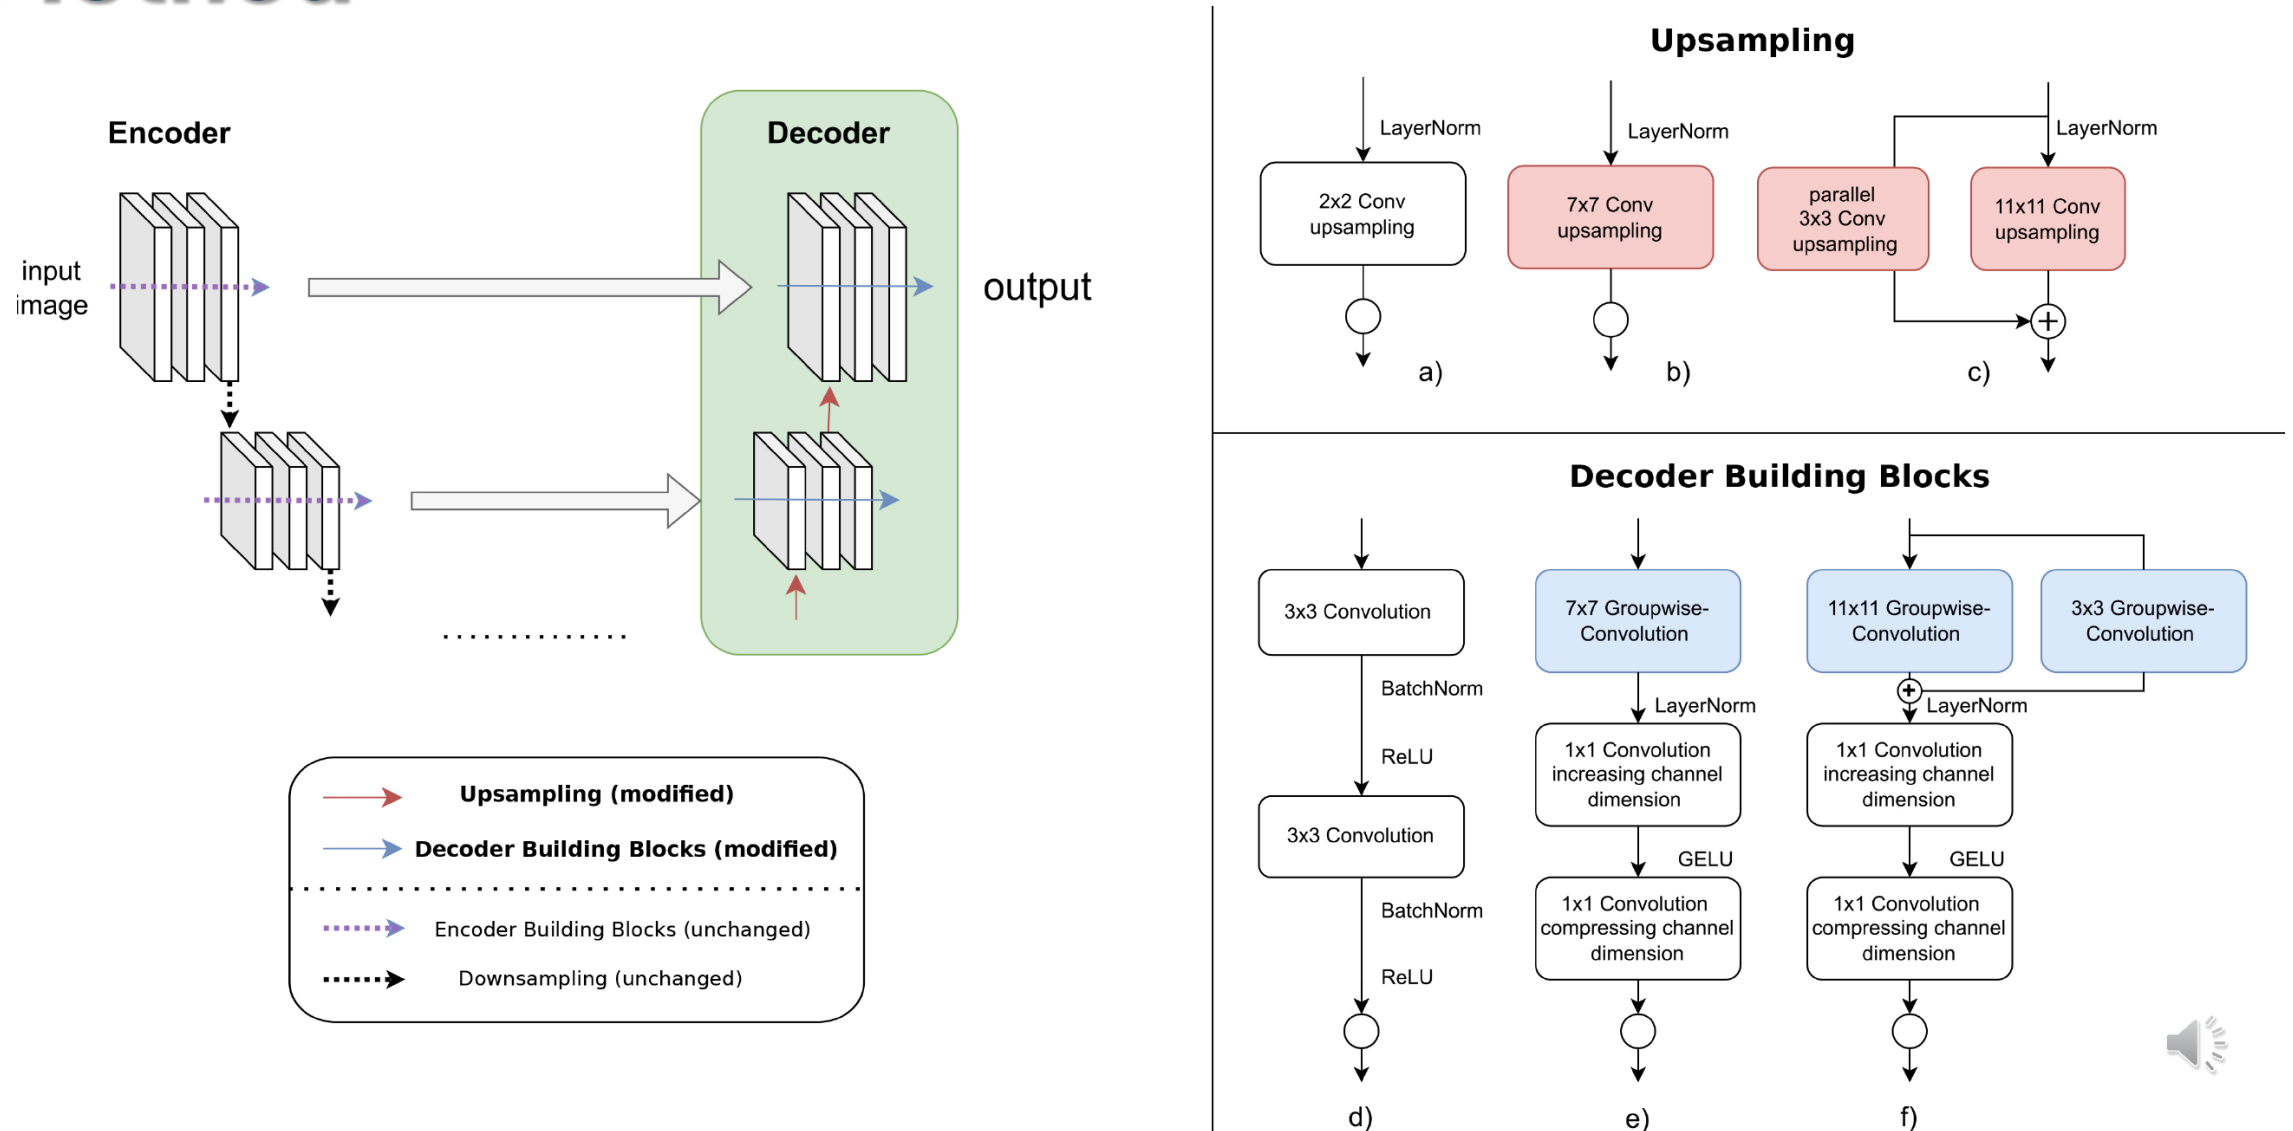 Encoder
Decoder
input
image
output
Upsampling (modified)
Decoder Building Blocks (modified)
Encoder Building Blocks (unchanged)
Downsampling (unchanged)
Upsampling
LayerNorm
2x2 Conv
upsampling
a)
LayerNorm
7x7 Conv
upsampling
b)
LayerNorm
parallel
3x3 Conv
upsampling
11x11 Conv
upsampling
+
c)
Decoder Building Blocks
3x3 Convolution
BatchNorm
ReLU
3x3 Convolution
BatchNorm
ReLU
d)
7x7 Groupwise-
Convolution
LayerNorm
1x1 Convolution
increasing channel
dimension
GELU
1x1 Convolution
compressing channel
dimension
e)
11x11 Groupwise-
Convolution
3x3 Groupwise-
Convolution
+
LayerNorm
1x1 Convolution
increasing channel
dimension
GELU
1x1 Convolution
compressing channel
dimension
f)